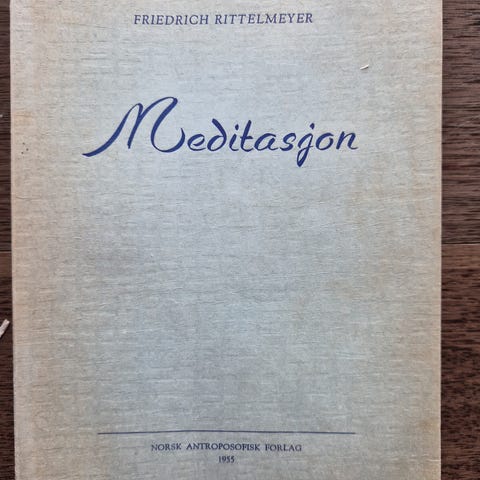 FRIEDRICH RITTELMEYER
Meditasjon
NORSK ANTROPOSOFISK FORLAG
1955